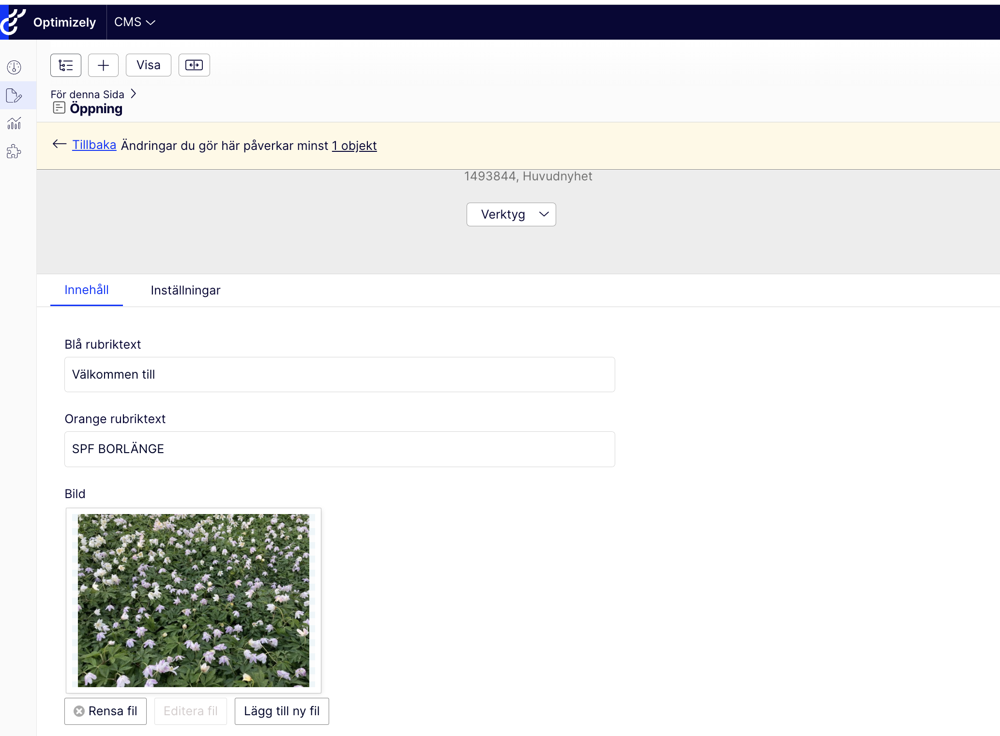 Optimizely CMS
Visa
För denna Sida
Öppning
Tillbaka Ändringar du gör här påverkar minst 1 objekt
1493844, Huvudnyhet
Verktyg
Innehåll Inställningar
Blå rubriktext
Välkommen till
Orange rubriktext
SPF BORLÄNGE
Bild
Rensa fil Editera fil Lägg till ny fil